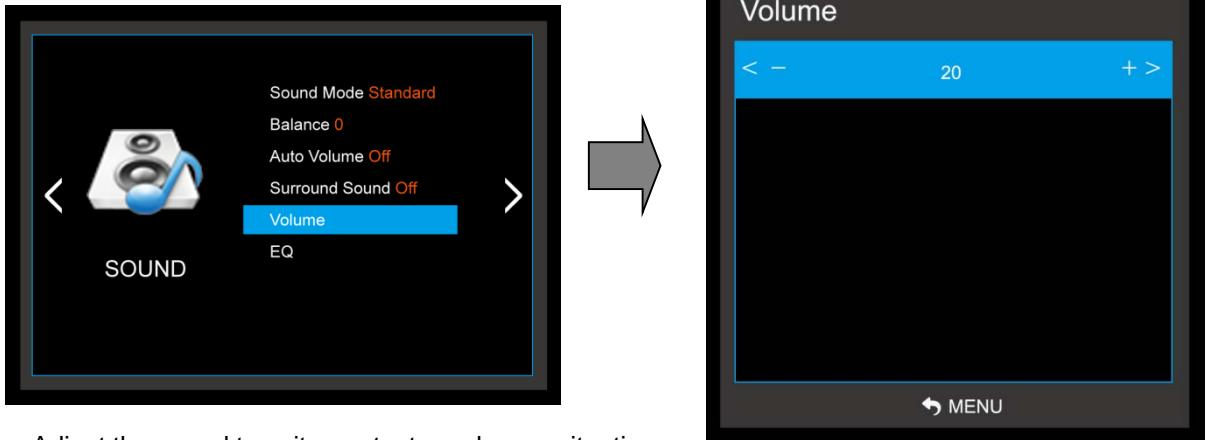 Sound Mode Standard
Balance 0
Auto Volume Off
Surround Sound Off
Volume
EQ
SOUND
Volume
< − 20 + >
MENU